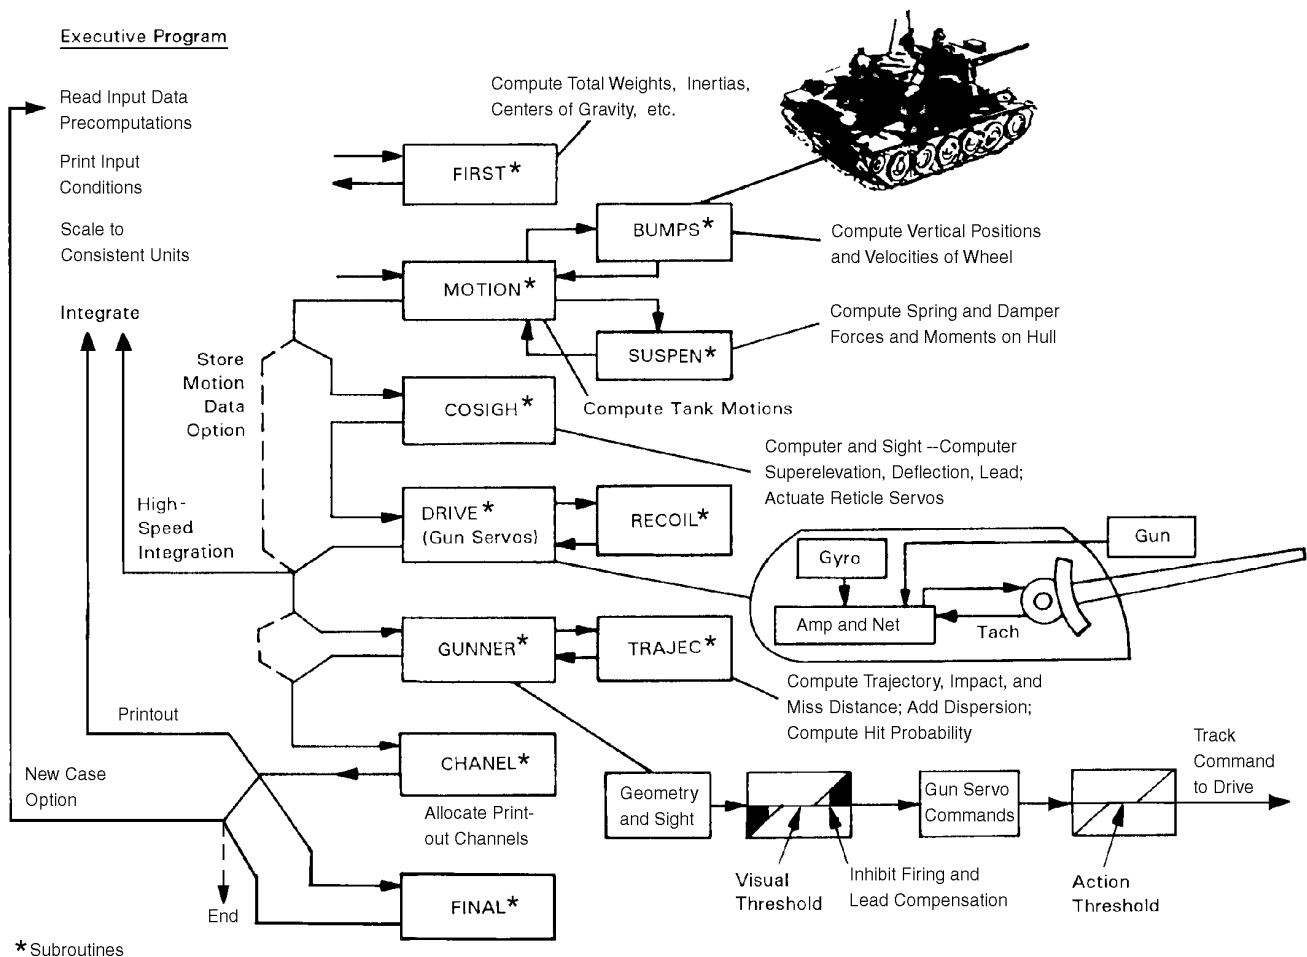 Executive Program
Read Input Data
Precomputations
Print Input
Conditions
Scale to
Consistent Units
Integrate
Compute Total Weights, Inertias,
Centers of Gravity, etc.
FIRST*
BUMPS*
Compute Vertical Positions
and Velocities of Wheel
MOTION*
Compute Spring and Damper
Forces and Moments on Hull
SUSPEN*
Store
Motion
Data
Option
COSIGH*
Compute Tank Motions
Computer and Sight --Computer
Superelevation, Deflection, Lead;
Actuate Reticle Servos
High-
Speed
Integration
DRIVE*
(Gun Servos)
RECOIL*
Gyro
Gun
Amp and Net
Tach
GUNNER*
TRAJEC*
Compute Trajectory, Impact, and
Miss Distance; Add Dispersion;
Compute Hit Probability
Printout
New Case
Option
CHANEL*
Allocate Print-
out Channels
Geometry
and Sight
Gun Servo
Commands
Track
Command
to Drive
Visual
Threshold
Inhibit Firing and
Lead Compensation
Action
Threshold
FINAL*
End
*Subroutines